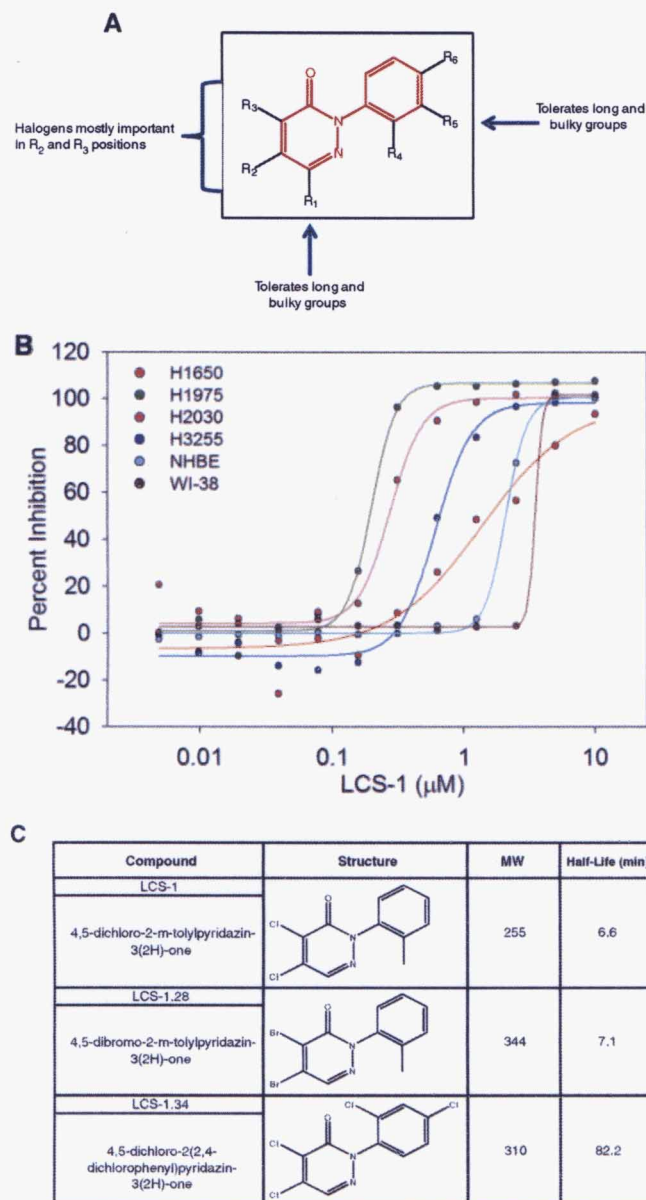 A
O
R6
R3
N
R5
N
R2
R4
R1
Halogens mostly important
in R2 and R3 positions
Tolerates long and
bulky groups
Tolerates long and
bulky groups
B
120
100
80
60
40
20
0
-20
-40
Percent Inhibition
H1650
H1975
H2030
H3255
NHBE
WI-38
0.01 0.1 1 10
LCS-1 (μM)
C
Compound Structure MW Half-Life (min
LCS-1
4,5-dichloro-2-m-tolylpyridazin-
3(2H)-one
O
Cl
N
N
Cl
255 6.6
LCS-1.28
4,5-dibromo-2-m-tolylpyridazin-
3(2H)-one
O
Br
N
N
Br
344 7.1
LCS-1.34
4,5-dichloro-2(2,4-
dichlorophenyl)pyridazin-
3(2H)-one
Cl Cl
O
Cl
N
N
Cl
310 82.2